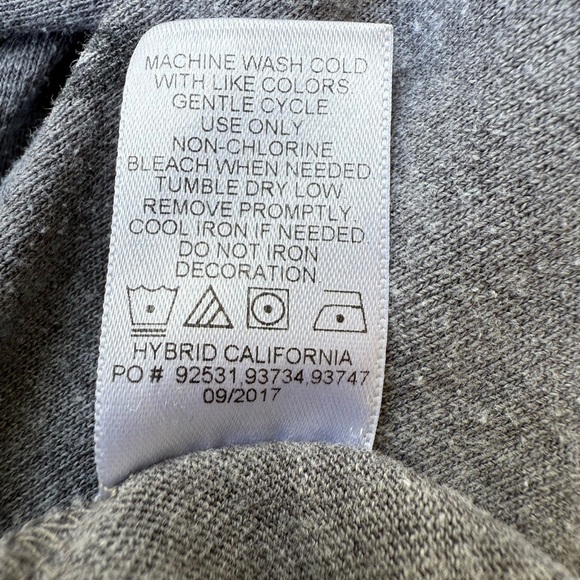 MACHINE WASH COLD
WITH LIKE COLORS.
GENTLE CYCLE
USE ONLY
NON-CHLORINE
BLEACH WHEN NEEDED
TUMBLE DRY LOW
REMOVE PROMPTLY.
COOL IRON IF NEEDED
DO NOT IRON
DECORATION
HYBRID CALIFORNIA
PO # 92531,93734,93747
09/2017